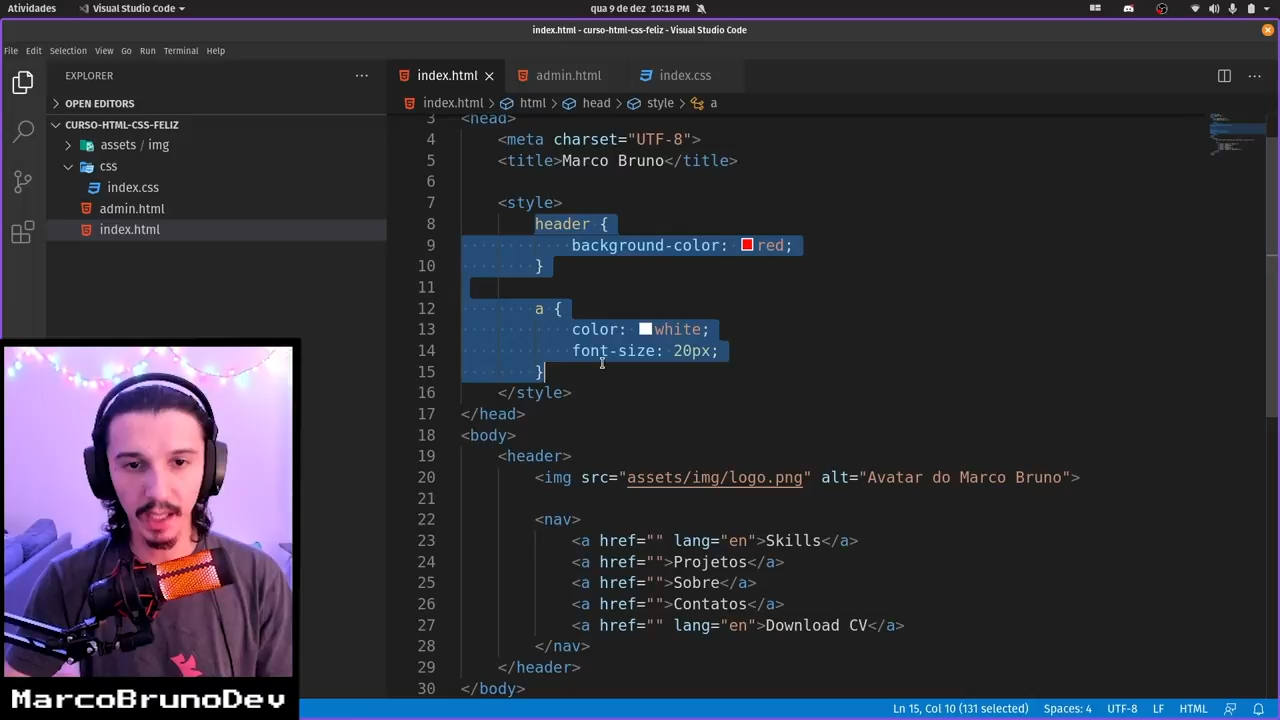 Atividades
Visual Studio Code
qua 9 de dez 10:18 PM
index.html - curso-html-css-feliz - Visual Studio Code
File Edit Selection View Go Run Terminal Help
EXPLORER
OPEN EDITORS
CURSO-HTML-CSS-FELIZ
assets / img
css
index.css
admin.html
index.html
index.html
admin.html
index.css
index.html > html > head > style > a
3 <head>
4 <meta charset="UTF-8">
5 <title>Marco Bruno</title>
6
7 <style>
8 header {
9 background-color: red;
10 }
11
12 a {
13 color: white;
14 font-size: 20px;
15 }
16 </style>
17 </head>
18 <body>
19 <header>
20 <img src="assets/img/logo.png" alt="Avatar do Marco Bruno">
21
22 <nav>
23 <a href="" lang="en">Skills</a>
24 <a href="">Projetos</a>
25 <a href="">Sobre</a>
26 <a href="">Contatos</a>
27 <a href="" lang="en">Download CV</a>
28 </nav>
29 </header>
30 </body>
MarcoBrunoDev
Ln 15, Col 10 (131 selected) Spaces: 4 UTF-8 LF HTML